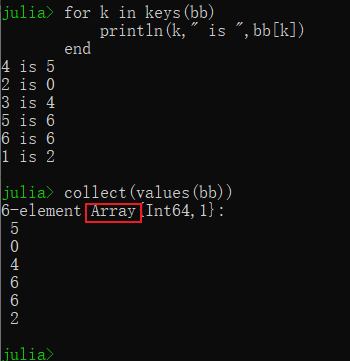 julia> for k in keys(bb)
println(k," is ",bb[k])
end
4 is 5
2 is 0
3 is 4
5 is 6
6 is 6
1 is 2
julia> collect(values(bb))
6-element Array{Int64,1}:
5
0
4
6
6
2
julia>